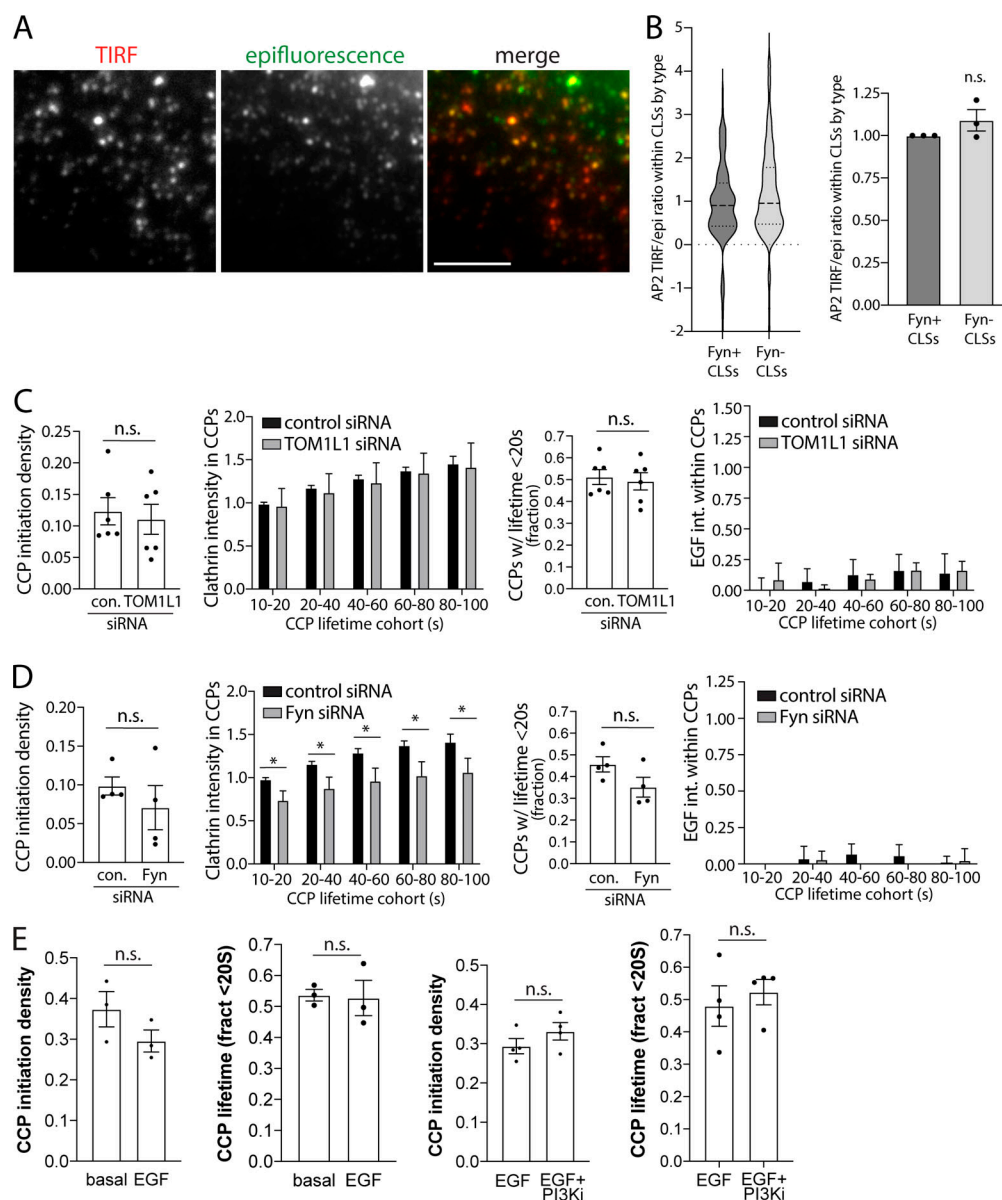 A
TIRF
epifluorescence
merge
B
AP2 TIRF/epi ratio within CLSs by type
5
4
3
2
1
0
-1
-2
Fyn+
CLSs
Fyn-
CLSs
AP2 TIRF/epi ratio within CLSs by type
n.s.
1.00
0.75
0.50
0.25
0.00
Fyn+
CLSs
Fyn-
CLSs
C
CCP initiation density
n.s.
0.25
0.20
0.15
0.10
0.05
0.00
con. TOM1L1
siRNA
Clathrin intensity in CCPs
control siRNA
TOM1L1 siRNA
2.0
1.5
1.0
0.5
0.0
10-20 20-40 40-60 60-80 80-100
CCP lifetime cohort (s)
CCPs w/ lifetime <20s
(fraction)
n.s.
0.7
0.6
0.5
0.4
0.3
0.2
0.1
0
con. TOM1L1
siRNA
EGF int. within CCPs
control siRNA
TOM1L1 siRNA
1.50
1.25
1.00
0.75
0.50
0.25
0.00
10-20 20-40 40-60 60-80 80-100
CCP lifetime cohort (s)
D
CCP initiation density
n.s.
0.20
0.15
0.10
0.05
0.00
con. Fyn
siRNA
Clathrin intensity in CCPs
control siRNA
Fyn siRNA
2.0
1.5
1.0
0.5
0.0
* * * * *
10-20 20-40 40-60 60-80 80-100
CCP lifetime cohort (s)
CCPs w/ lifetime <20s
(fraction)
n.s.
0.7
0.6
0.5
0.4
0.3
0.2
0.1
0
con. Fyn
siRNA
EGF int. within CCPs
control siRNA
Fyn siRNA
1.50
1.25
1.00
0.75
0.50
0.25
0.00
10-20 20-40 40-60 60-80 80-100
CCP lifetime cohort (s)
E
CCP initiation density
n.s.
0.5
0.4
0.3
0.2
0.1
0.0
basal EGF
CCP lifetime (fract <20S)
n.s.
0.7
0.6
0.5
0.4
0.3
0.2
0.1
0.0
basal EGF
CCP initiation density
n.s.
0.5
0.4
0.3
0.2
0.1
0.0
EGF EGF+
PI3Ki
CCP lifetime (fract <20S)
n.s.
0.7
0.6
0.5
0.4
0.3
0.2
0.1
0.0
EGF EGF+
PI3Ki